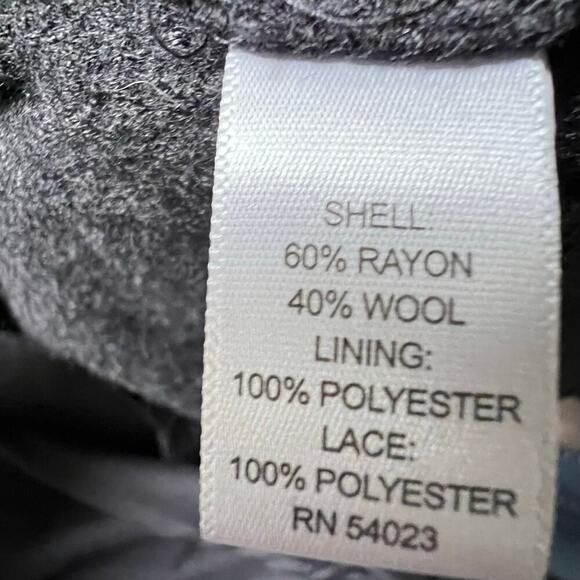 SHELL:
60% RAYON
40% WOOL
LINING:
100% POLYESTER
LACE:
100% POLYESTER
RN 54023